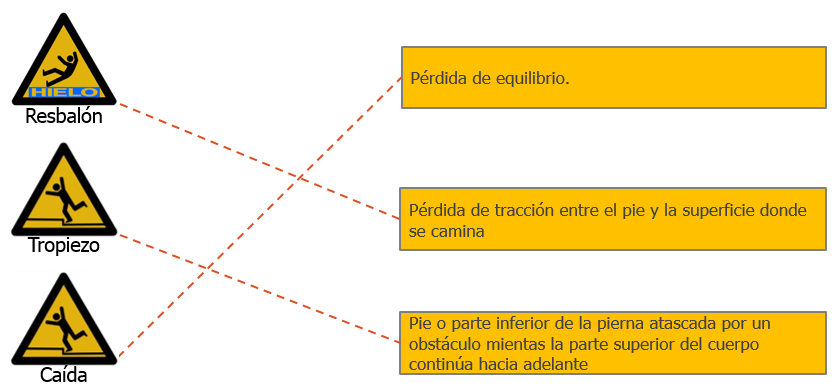 HIELO
Resbalón
Pérdida de equilibrio.
Tropiezo
Pérdida de tracción entre el pie y la superficie donde
se camina
Caída
Pie o parte inferior de la pierna atascada por un
obstáculo mientas la parte superior del cuerpo
continúa hacia adelante